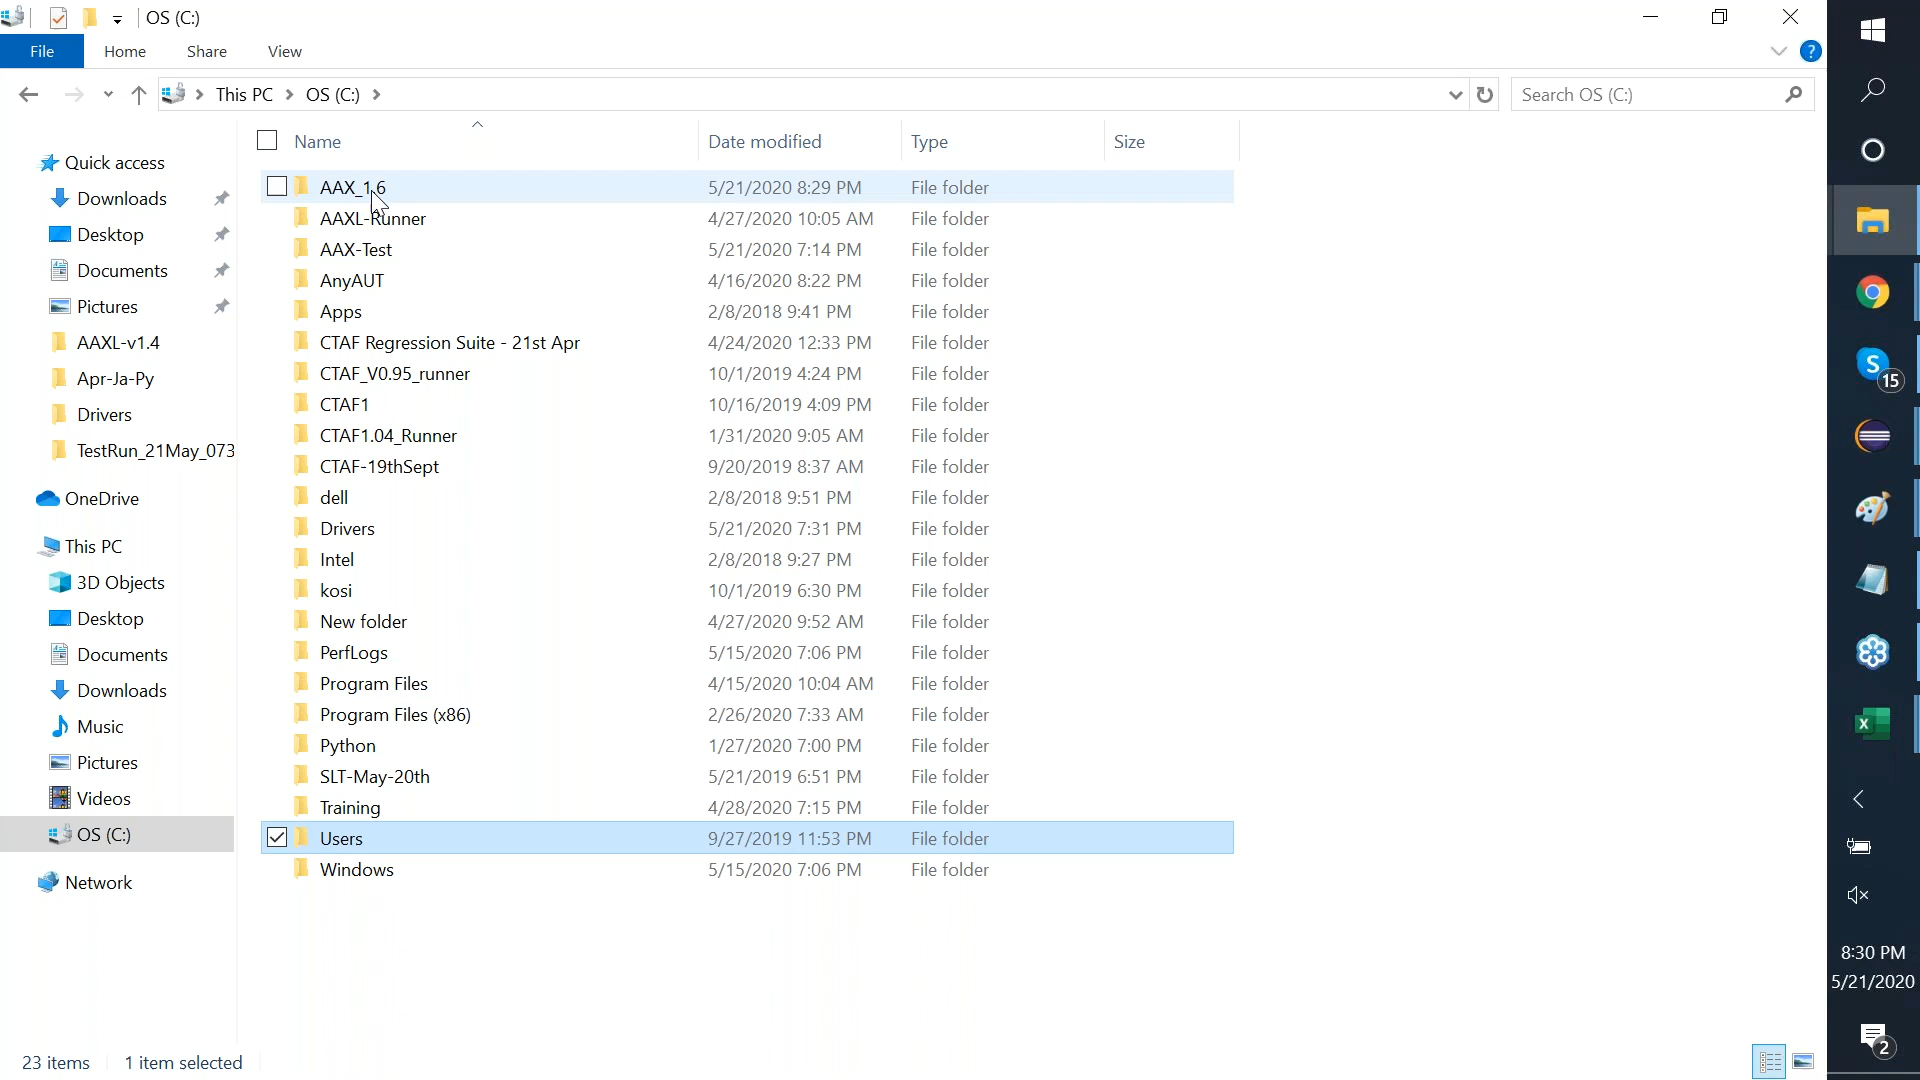 OS (C:)
File Home Share View
?
This PC OS (C:)
Search OS (C:)
Name Date modified Type Size
Quick access
Downloads
Desktop
Documents
Pictures
AAXL-v1.4
Apr-Ja-Py
Drivers
TestRun_21May_073
OneDrive
This PC
3D Objects
Desktop
Documents
Downloads
Music
Pictures
Videos
OS (C:)
Network
AAX_1.6 5/21/2020 8:29 PM File folder
AAXL-Runner 4/27/2020 10:05 AM File folder
AAX-Test 5/21/2020 7:14 PM File folder
AnyAUT 4/16/2020 8:22 PM File folder
Apps 2/8/2018 9:41 PM File folder
CTAF Regression Suite - 21st Apr 4/24/2020 12:33 PM File folder
CTAF_V0.95_runner 10/1/2019 4:24 PM File folder
CTAF1 10/16/2019 4:09 PM File folder
CTAF1.04_Runner 1/31/2020 9:05 AM File folder
CTAF-19thSept 9/20/2019 8:37 AM File folder
dell 2/8/2018 9:51 PM File folder
Drivers 5/21/2020 7:31 PM File folder
Intel 2/8/2018 9:27 PM File folder
kosi 10/1/2019 6:30 PM File folder
New folder 4/27/2020 9:52 AM File folder
PerfLogs 5/15/2020 7:06 PM File folder
Program Files 4/15/2020 10:04 AM File folder
Program Files (x86) 2/26/2020 7:33 AM File folder
Python 1/27/2020 7:00 PM File folder
SLT-May-20th 5/21/2019 6:51 PM File folder
Training 4/28/2020 7:15 PM File folder
Users 9/27/2019 11:53 PM File folder
Windows 5/15/2020 7:06 PM File folder
23 items 1 item selected
S
15
X
8:30 PM
5/21/2020
2